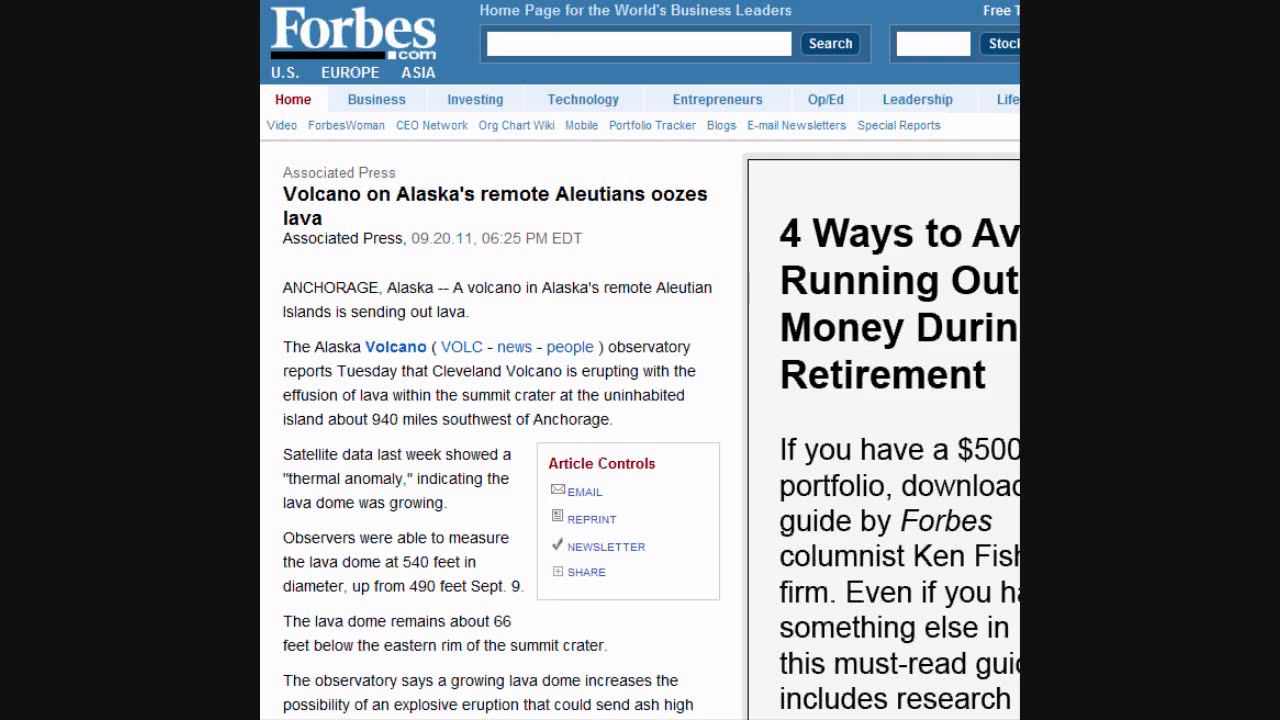 Forbes
.com
Home Page for the World's Business Leaders
Free T
Search
Stock
U.S. EUROPE ASIA
Home Business Investing Technology Entrepreneurs Op/Ed Leadership Life
Video ForbesWoman CEO Network Org Chart Wiki Mobile Portfolio Tracker Blogs E-mail Newsletters Special Reports
Associated Press
Volcano on Alaska's remote Aleutians oozes
lava
Associated Press, 09.20.11, 06:25 PM EDT
ANCHORAGE, Alaska -- A volcano in Alaska's remote Aleutian
Islands is sending out lava.
The Alaska Volcano ( VOLC - news - people ) observatory
reports Tuesday that Cleveland Volcano is erupting with the
effusion of lava within the summit crater at the uninhabited
island about 940 miles southwest of Anchorage.
Satellite data last week showed a
"thermal anomaly," indicating the
lava dome was growing.
Observers were able to measure
the lava dome at 540 feet in
diameter, up from 490 feet Sept. 9.
The lava dome remains about 66
feet below the eastern rim of the summit crater.
The observatory says a growing lava dome increases the
possibility of an explosive eruption that could send ash high
Article Controls
EMAIL
REPRINT
NEWSLETTER
SHARE
4 Ways to Av
Running Out
Money Durin
Retirement
If you have a $500
portfolio, download
guide by Forbes
columnist Ken Fish
firm. Even if you ha
something else in
this must-read guid
includes research